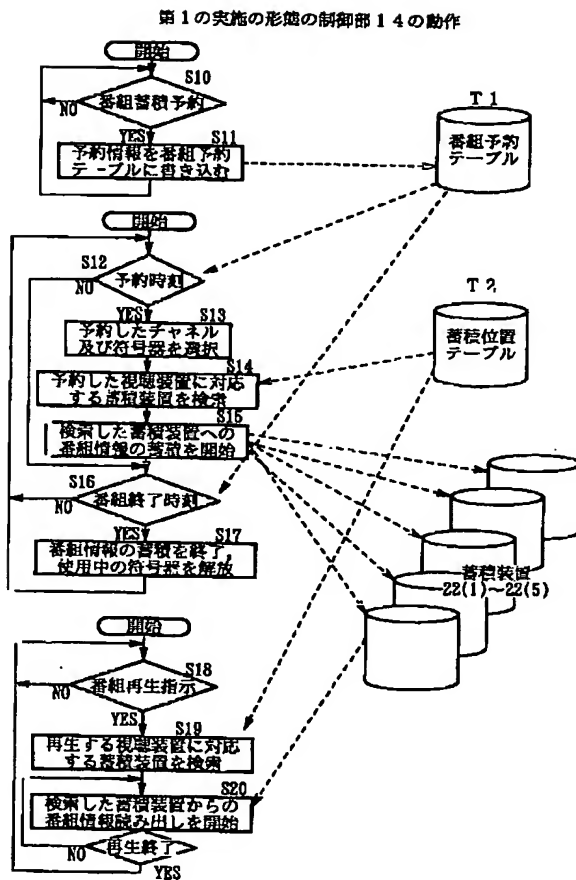 第１の実施の形態の制御部１４の動作
開始
S10
番組蓄積予約
NO
YES
S11
予約情報を番組予約
テーブルに書き込む
T1
番組予約
テーブル
開始
S12
予約時刻
NO
YES
S13
予約したチャネル
及び符号器を選択
S14
予約した視聴装置に対応
する蓄積装置を検索
S15
検索した蓄積装置への
番組情報の蓄積を開始
T2
蓄積位置
テーブル
S16
番組終了時刻
NO
YES
S17
番組情報の蓄積を終了,
使用中の符号器を解放
蓄積装置
22(1)～22(5)
開始
S18
番組再生指示
NO
YES
S19
再生する視聴装置に対応
する蓄積装置を検索
S20
検索した蓄積装置からの
番組情報読み出しを開始
再生終了
NO
YES